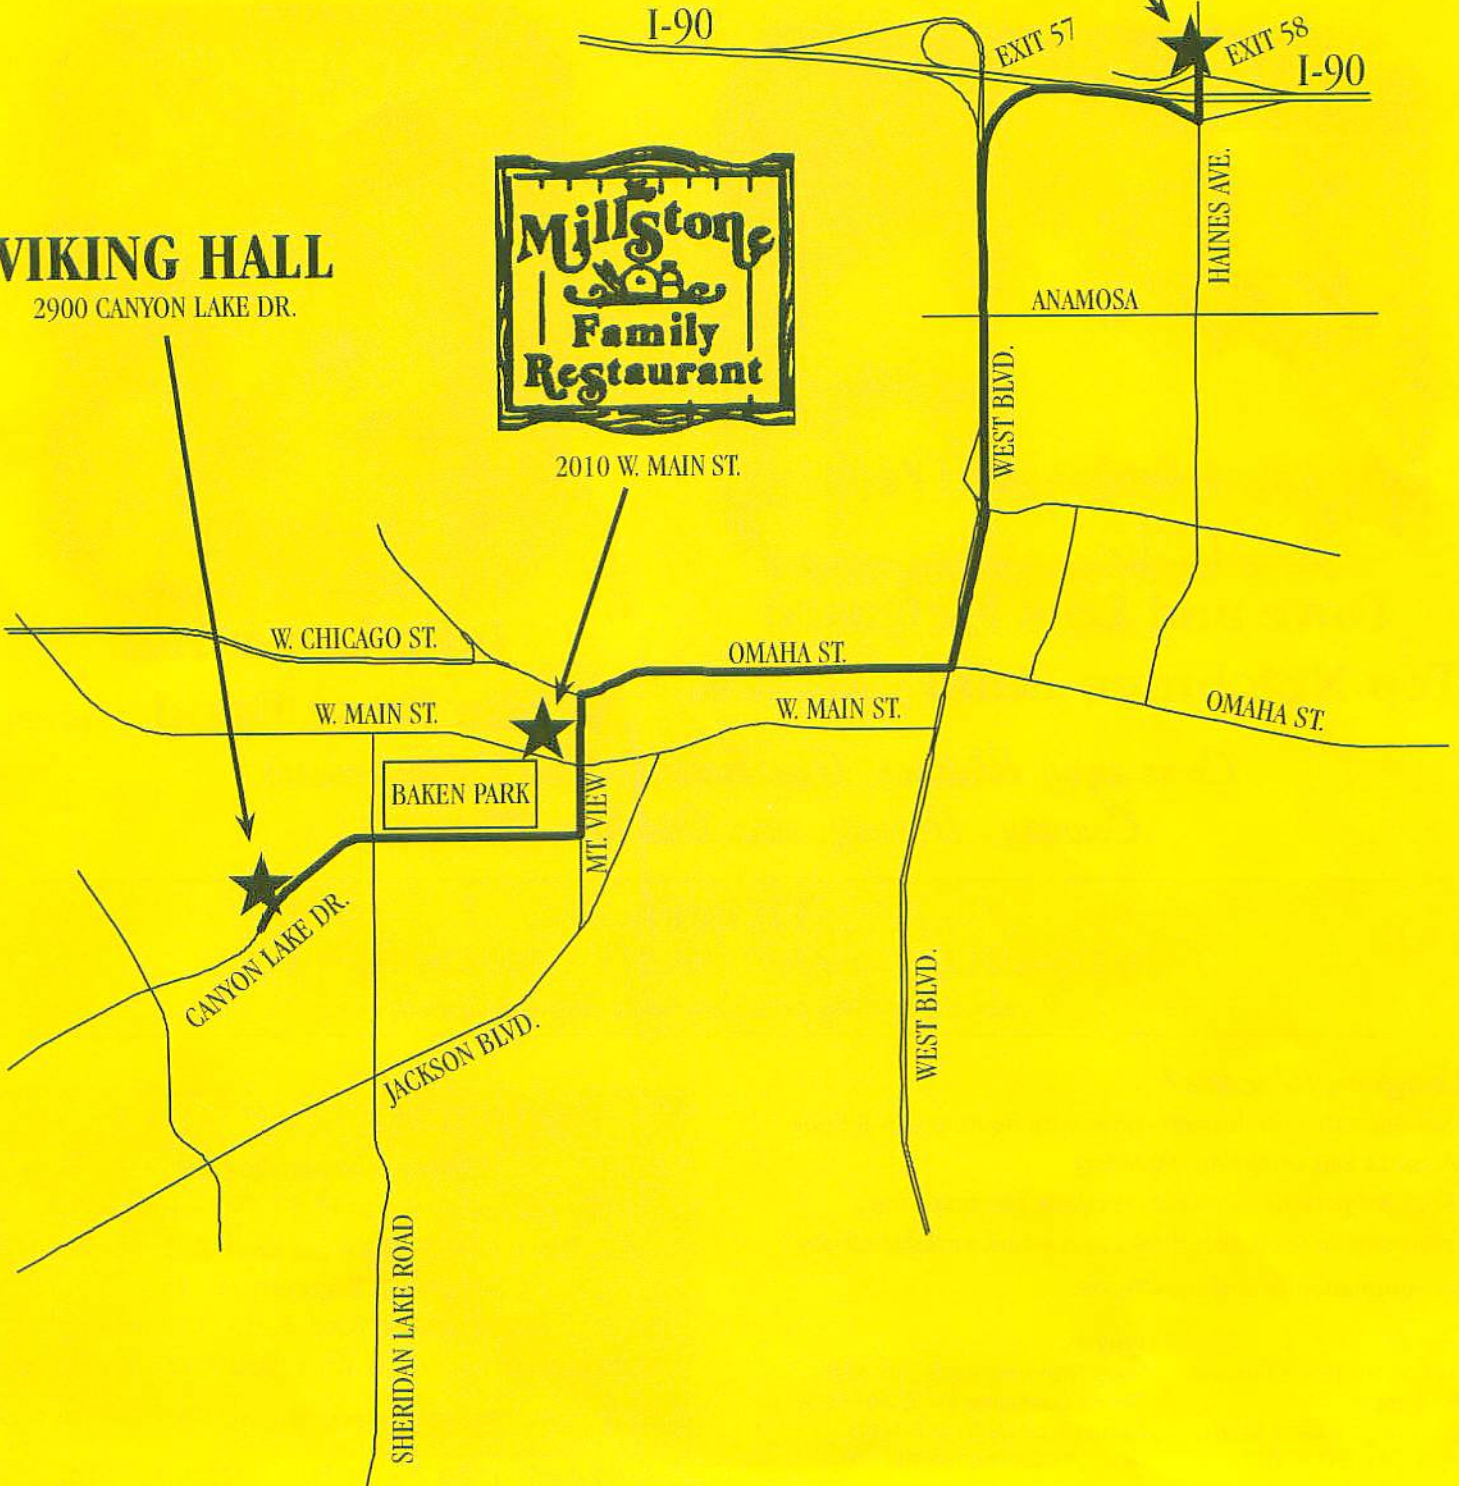 I-90
EXIT 57
EXIT 58
I-90
HAINES AVE.
Millstone
Family
Restaurant
VIKING HALL
2900 CANYON LAKE DR.
ANAMOSA
WEST BLVD.
2010 W. MAIN ST.
W. CHICAGO ST.
OMAHA ST.
W. MAIN ST.
W. MAIN ST.
OMAHA ST.
BAKEN PARK
MT. VIEW
CANYON LAKE DR.
WEST BLVD.
JACKSON BLVD.
SHERIDAN LAKE ROAD